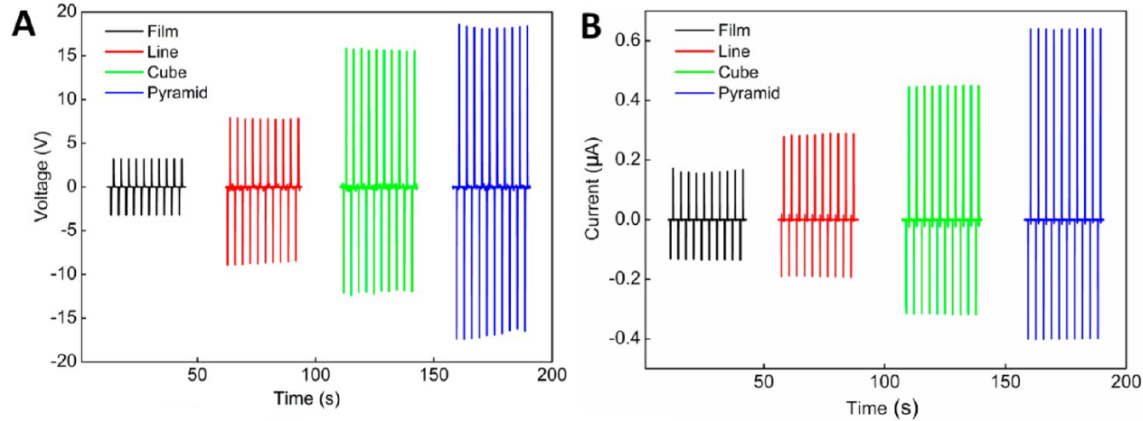 A
Film
Line
Cube
Pyramid
20
15
10
5
0
-5
-10
-15
-20
50
100
150
200
Voltage (V)
Time (s)
B
Film
Line
Cube
Pyramid
0.6
0.4
0.2
0.0
-0.2
-0.4
50
100
150
200
Current (μA)
Time (s)